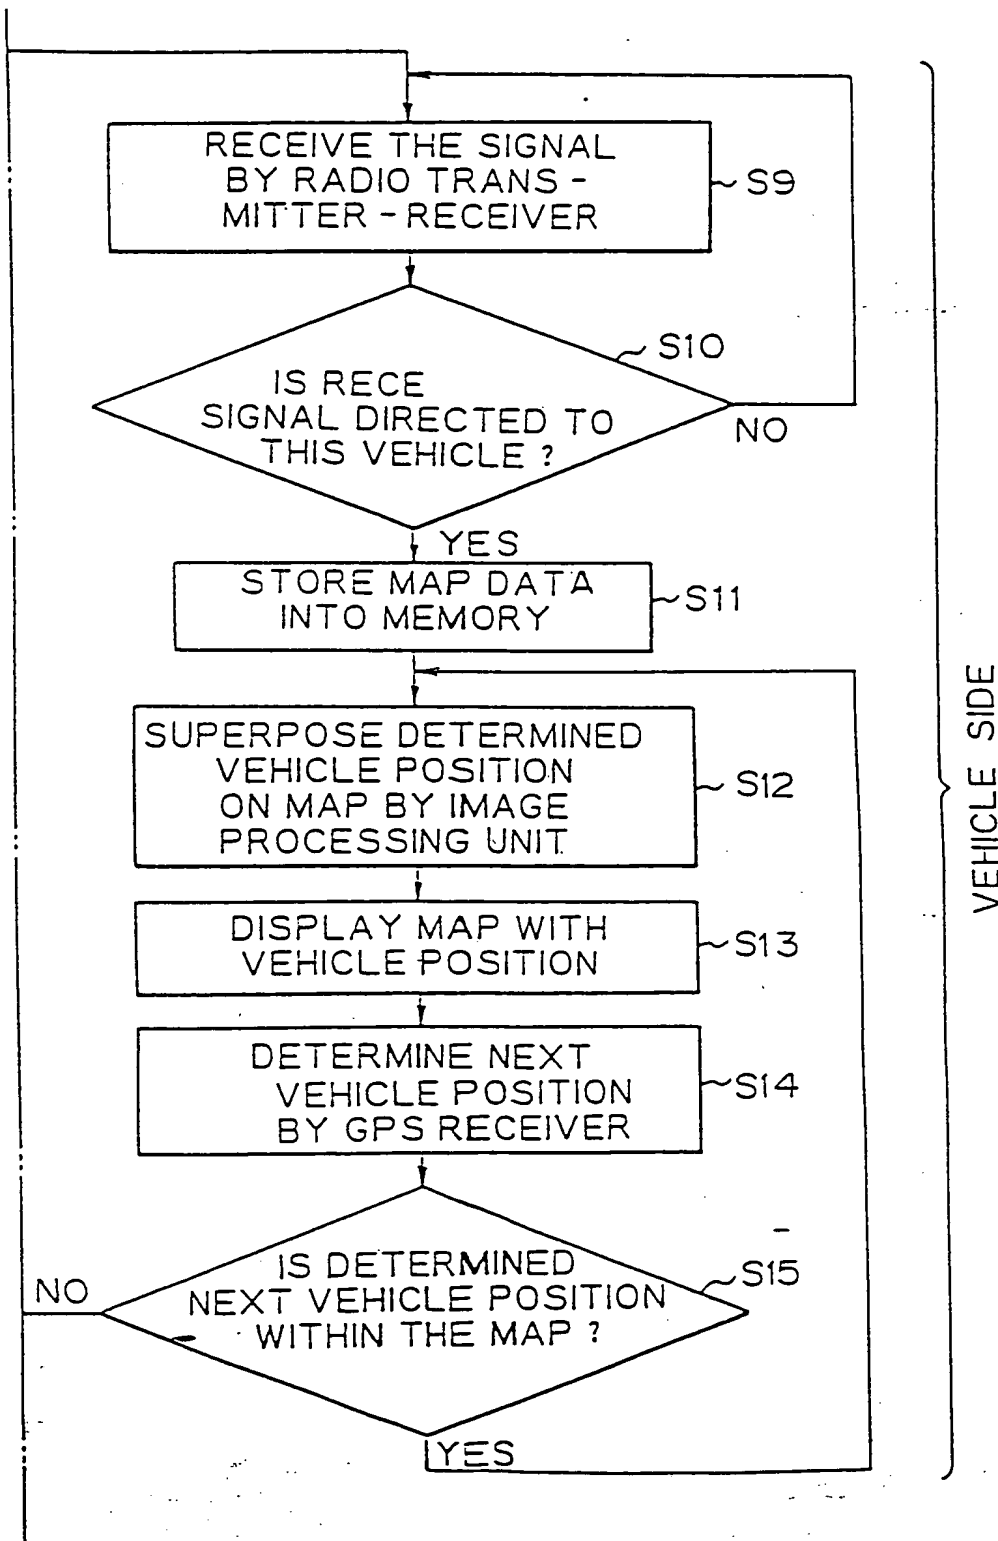 RECEIVE THE SIGNAL
BY RADIO TRANS-
MITTER-RECEIVER
S9
S10
IS RECE
SIGNAL DIRECTED TO
THIS VEHICLE ?
NO
YES
STORE MAP DATA
INTO MEMORY
S11
SUPERPOSE DETERMINED
VEHICLE POSITION
ON MAP BY IMAGE
PROCESSING UNIT
S12
DISPLAY MAP WITH
VEHICLE POSITION
S13
DETERMINE NEXT
VEHICLE POSITION
BY GPS RECEIVER
S14
IS DETERMINED
NEXT VEHICLE POSITION
WITHIN THE MAP ?
S15
NO
YES
VEHICLE SIDE